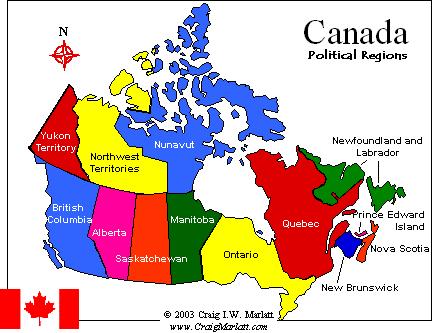 Canada
Political Regions
N
Yukon
Territory
Northwest
Territories
Nunavut
Newfoundland and
Labrador
British
Columbia
Alberta
Saskatchewan
Manitoba
Ontario
Quebec
Prince Edward
Island
Nova Scotia
New Brunswick
© 2003 Craig I.W. Marlatt
www.CraigMarlatt.com